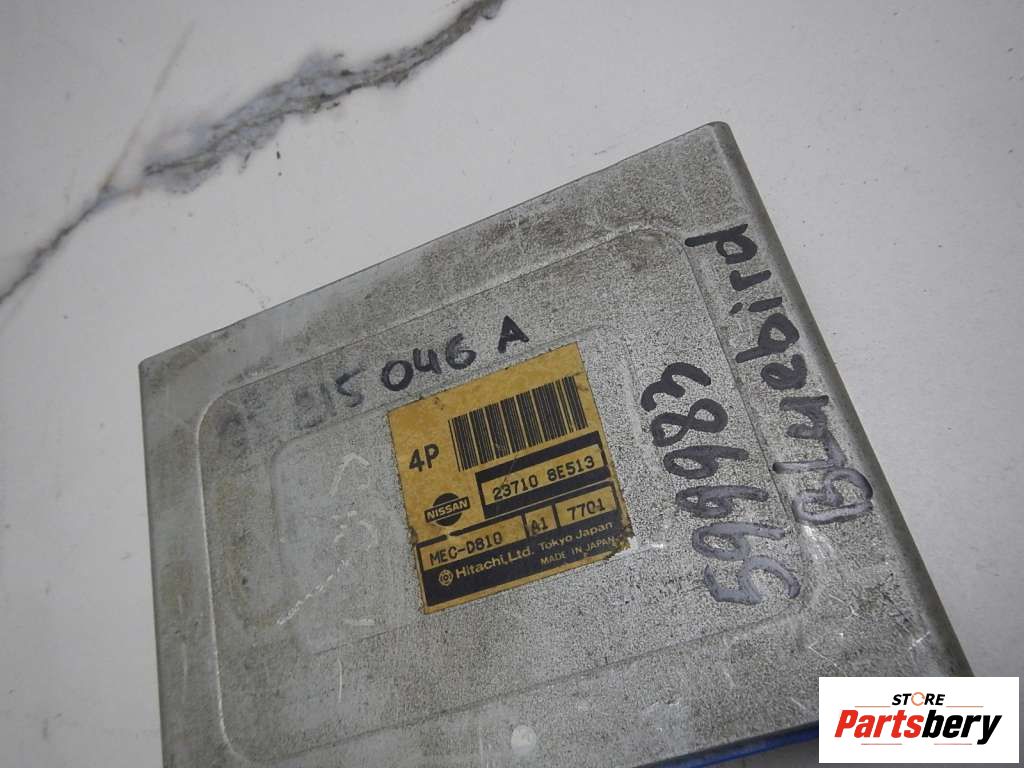 046 A
4P
23710 8E513
NISSAN
MEC-D810 A1 7701
Hitachi, Ltd. Tokyo Japan
MADE IN JAPAN
599983
Bluebird
STORE
Partsbery